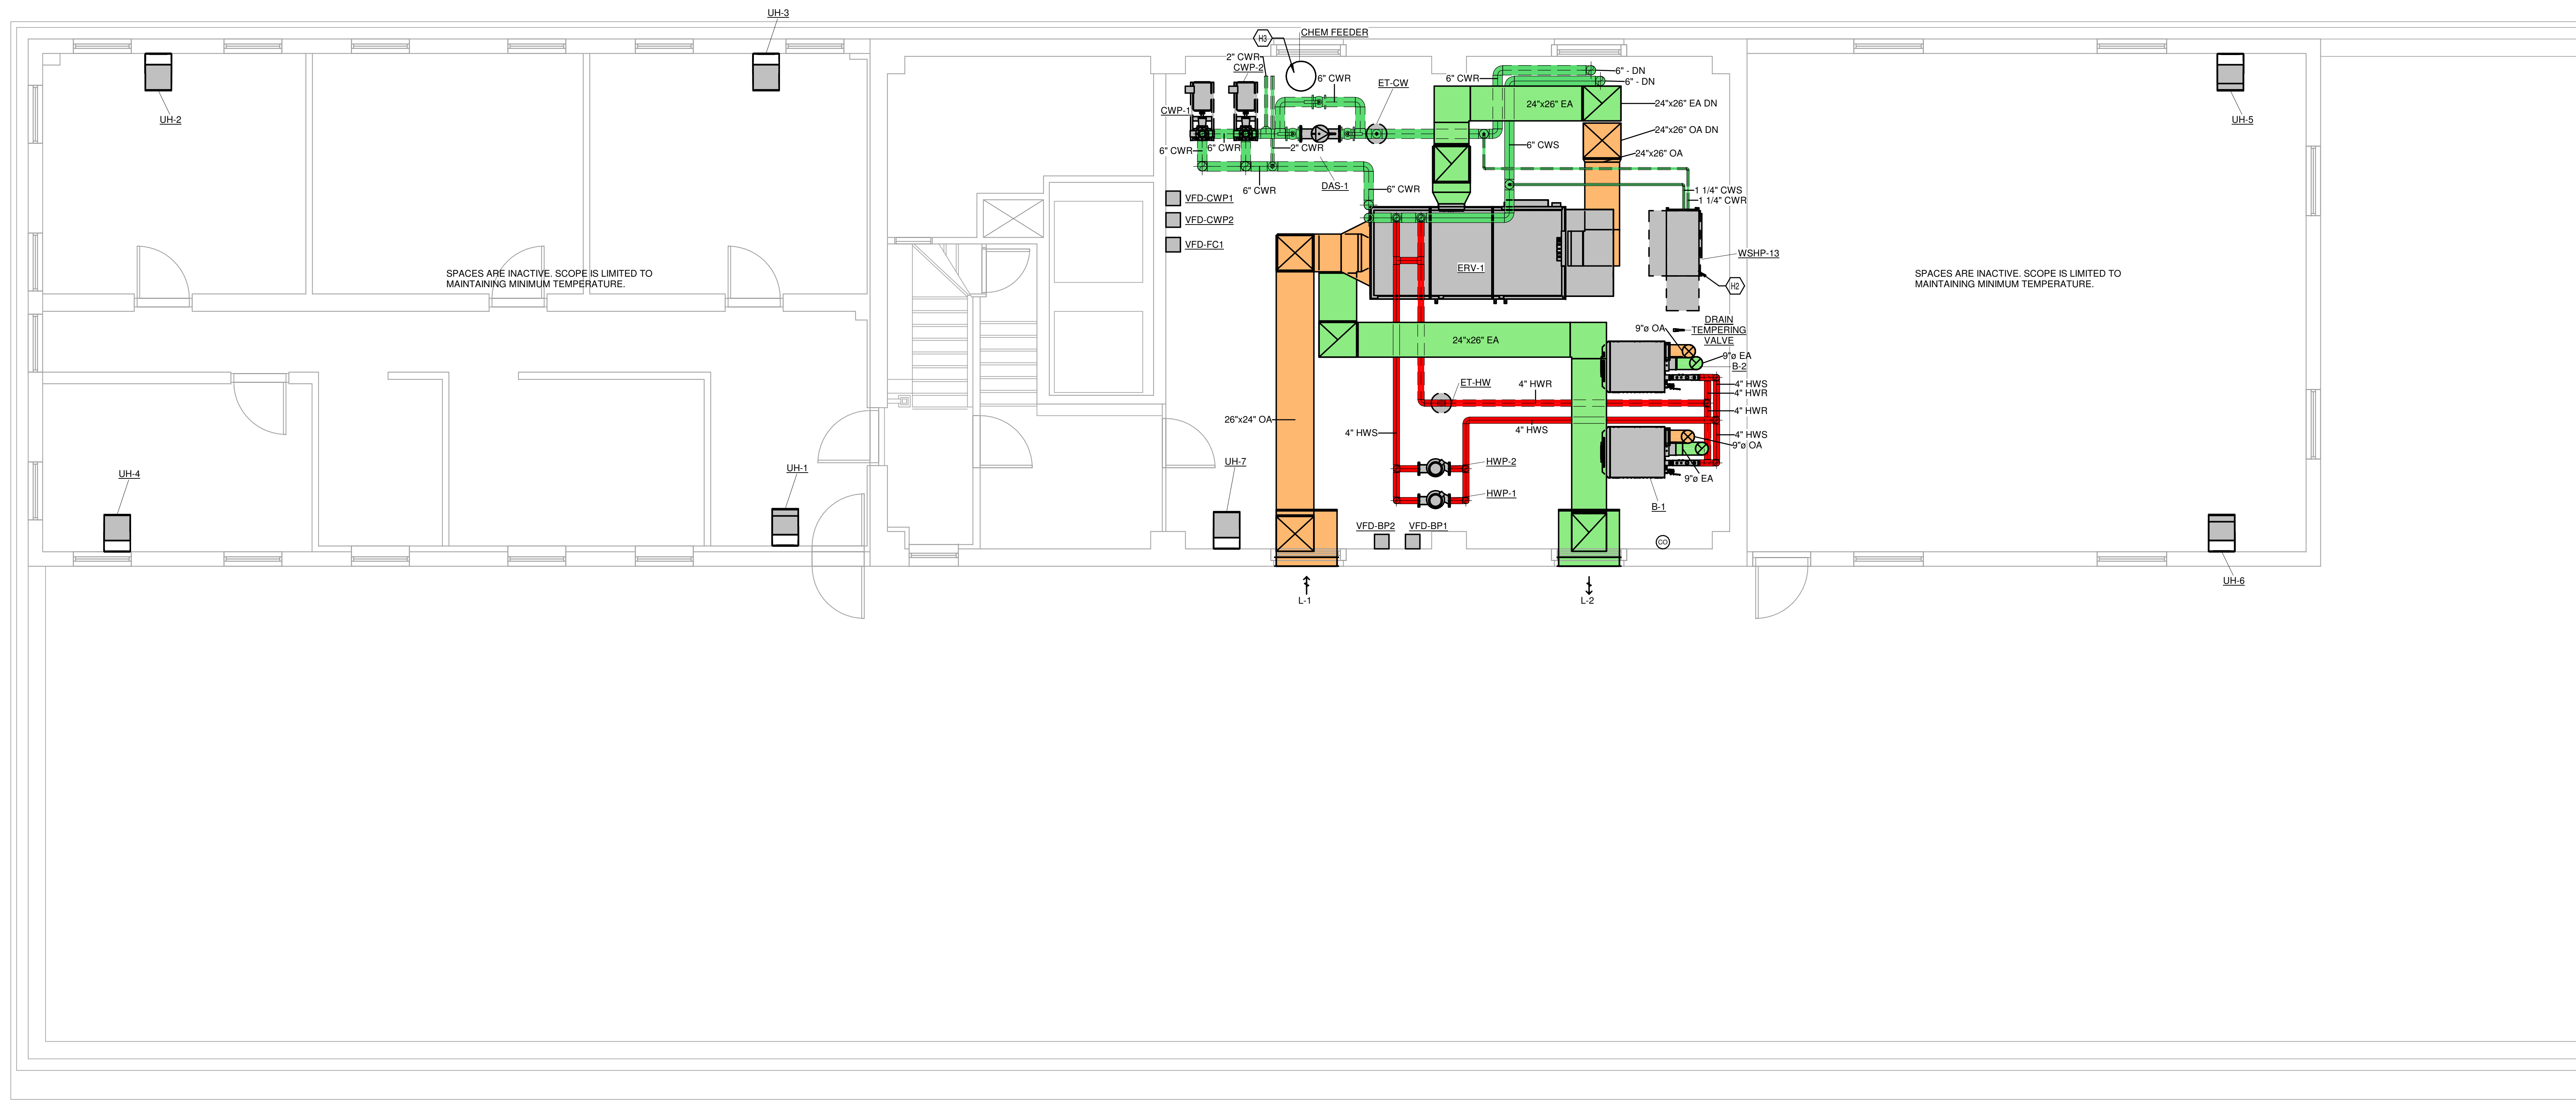 UH-3
H3
CHEM FEEDER
2" CWR
CWP-2
6" CWR
ET-CW
6" CWR
6" - DN
6" - DN
CWP-1
24"x26" EA
24"x26" EA DN
UH-2
UH-5
24"x26" OA DN
6" CWR
6" CWR
2" CWR
6" CWS
24"x26" OA
6" CWR
DAS-1
6" CWR
1 1/4" CWS
1 1/4" CWR
VFD-CWP1
VFD-CWP2
VFD-FC1
WSHP-13
ERV-1
H2
SPACES ARE INACTIVE. SCOPE IS LIMITED TO
MAINTAINING MINIMUM TEMPERATURE.
SPACES ARE INACTIVE. SCOPE IS LIMITED TO
MAINTAINING MINIMUM TEMPERATURE.
DRAIN
TEMPERING
VALVE
9"ø OA
24"x26" EA
9"ø EA
B-2
ET-HW
4" HWR
4" HWS
4" HWR
4" HWR
26"x24" OA
4" HWS
4" HWS
4" HWS
9"ø OA
UH-4
UH-1
UH-7
HWP-2
9"ø EA
HWP-1
B-1
VFD-BP2
VFD-BP1
CO
UH-6
L-1
L-2